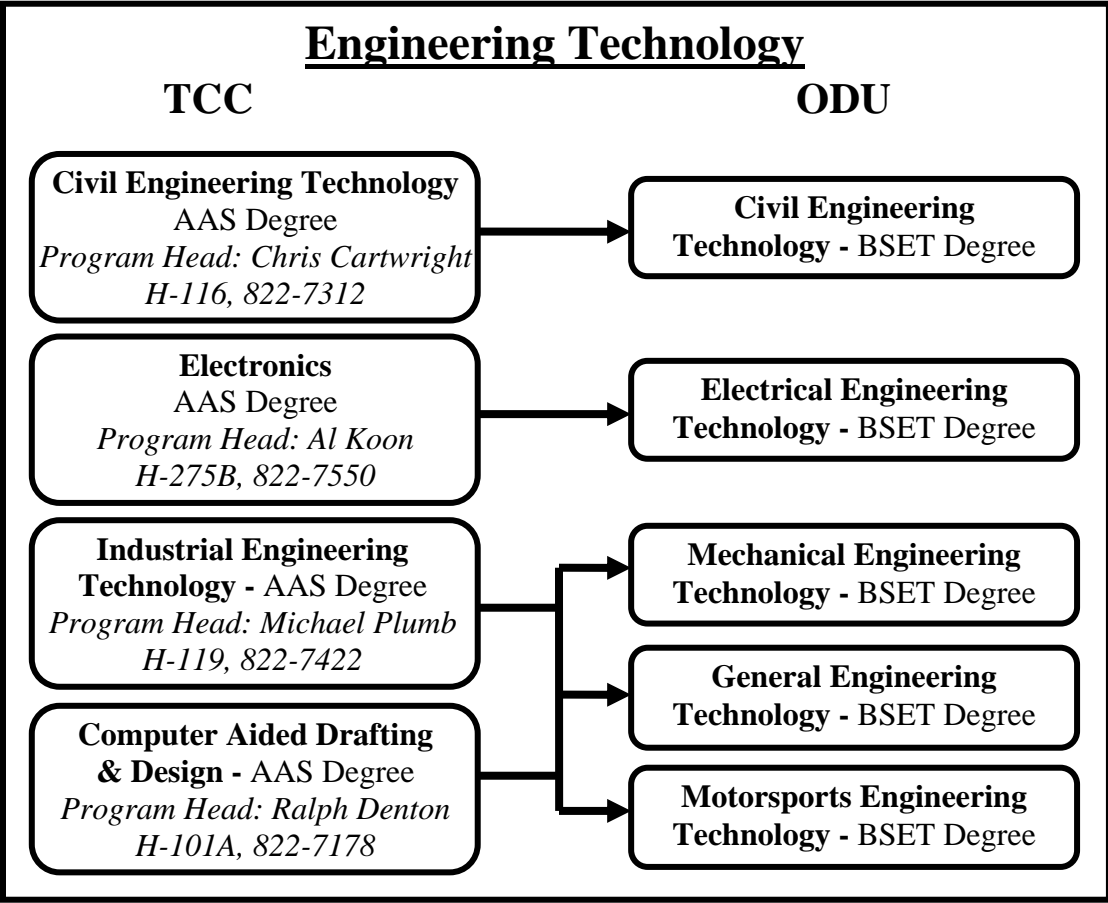 Engineering Technology
TCC
ODU
Civil Engineering Technology
AAS Degree
Program Head: Chris Cartwright
H-116, 822-7312
Civil Engineering
Technology - BSET Degree
Electronics
AAS Degree
Program Head: Al Koon
H-275B, 822-7550
Electrical Engineering
Technology - BSET Degree
Industrial Engineering
Technology - AAS Degree
Program Head: Michael Plumb
H-119, 822-7422
Mechanical Engineering
Technology - BSET Degree
General Engineering
Technology - BSET Degree
Computer Aided Drafting
& Design - AAS Degree
Program Head: Ralph Denton
H-101A, 822-7178
Motorsports Engineering
Technology - BSET Degree